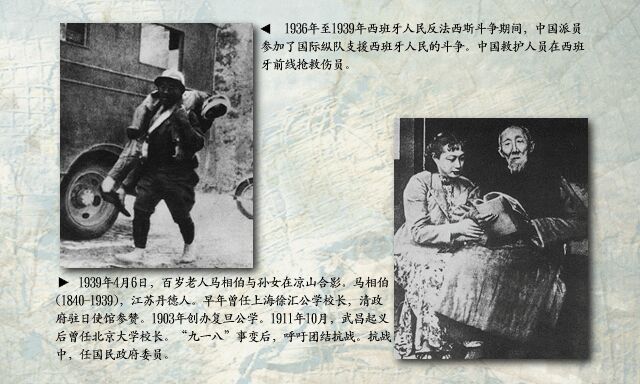 ◀ 1936年至1939年西班牙人民反法西斯斗争期间，中国派员
参加了国际纵队支援西班牙人民的斗争。中国救护人员在西班
牙前线抢救伤员。
▶ 1939年4月6日，百岁老人马相伯与孙女在凉山合影。马相伯
(1840-1939)，江苏丹德人。早年曾任上海徐汇公学校长，清政
府驻日使馆参赞。1903年创办复旦公学。1911年10月，武昌起义
后曾任北京大学校长。“九一八”事变后，呼吁团结抗战。抗战
中，任国民政府委员。